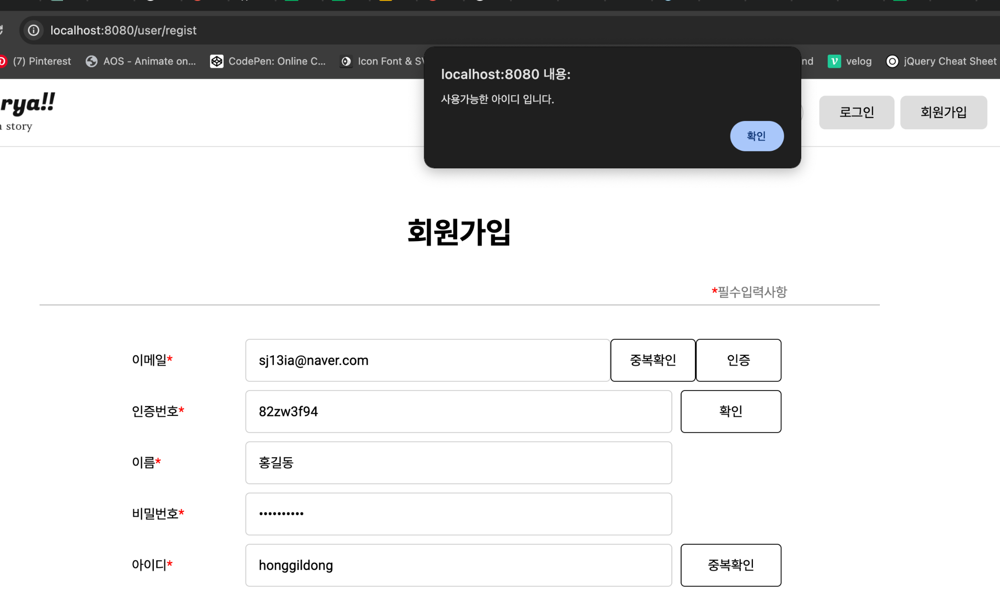 localhost:8080/user/regist
(7) Pinterest AOS - Animate on... CodePen: Online C... Icon Font & SV nd velog jQuery Cheat Sheet
localhost:8080 내용:
사용가능한 아이디 입니다.
확인
rya!!
story
로그인 회원가입
회원가입
*필수입력사항
이메일* sj13ia@naver.com 중복확인 인증
인증번호* 82zw3f94 확인
이름* 홍길동
비밀번호* ••••••••••
아이디* honggildong 중복확인